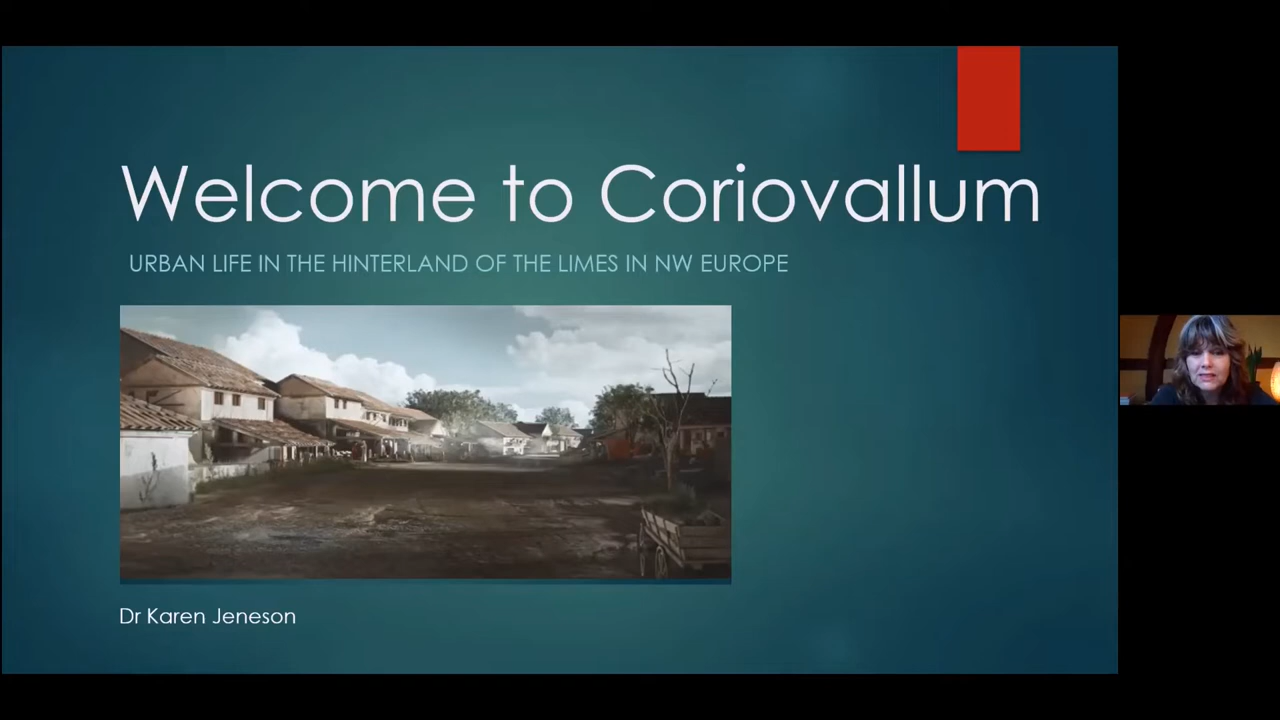 Welcome to Coriovallum
URBAN LIFE IN THE HINTERLAND OF THE LIMES IN NW EUROPE
Dr Karen Jeneson